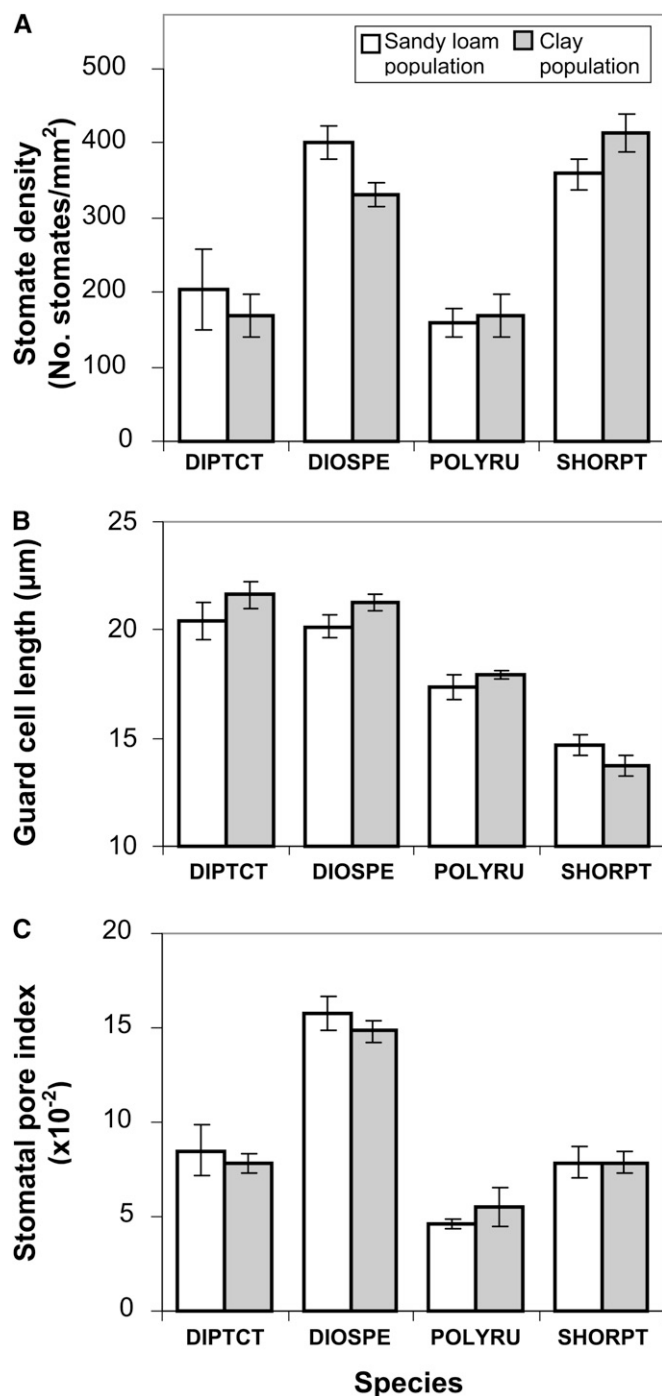 A
Sandy loam population
Clay population
Stomate density
(No. stomates/mm²)
500
400
300
200
100
0
DIPTCT DIOSPE POLYRU SHORPT
B
Guard cell length (µm)
25
20
15
10
DIPTCT DIOSPE POLYRU SHORPT
C
Stomatal pore index
(x10⁻²)
20
15
10
5
0
DIPTCT DIOSPE POLYRU SHORPT
Species